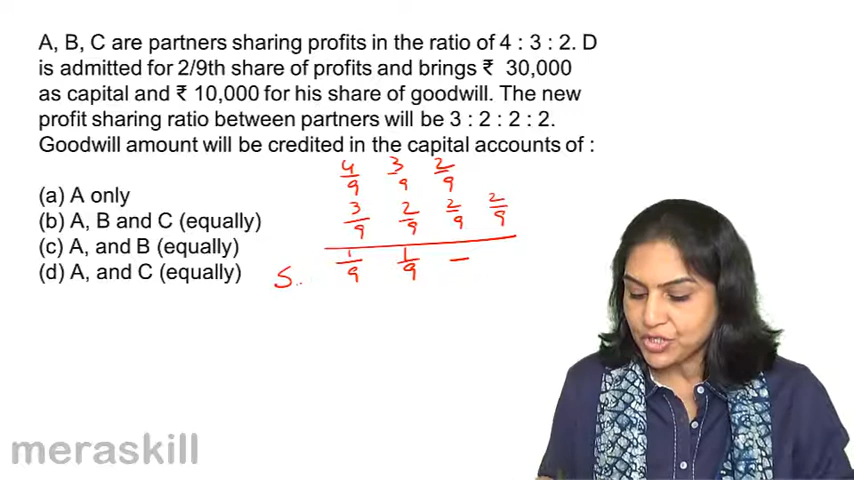 A, B, C are partners sharing profits in the ratio of 4 : 3 : 2. D
is admitted for 2/9th share of profits and brings ₹ 30,000
as capital and ₹ 10,000 for his share of goodwill. The new
profit sharing ratio between partners will be 3 : 2 : 2 : 2.
Goodwill amount will be credited in the capital accounts of :
4/9 3/9 2/9
(a) A only
3/9 2/9 2/9 2/9
(b) A, B and C (equally)
(c) A, and B (equally)
(d) A, and C (equally)
S.. 1/9 1/9 –
meraskill